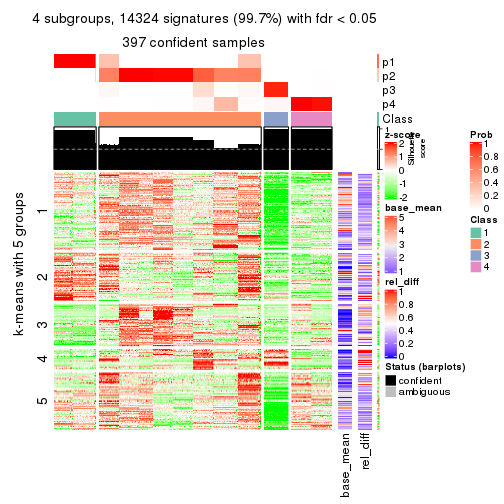 4 subgroups, 14324 signatures (99.7%) with fdr < 0.05
397 confident samples
p1
p2
p3
p4
Class
1
Silhouette
score
k-means with 5 groups
1
2
3
4
5
z-score
2
1
0
-1
-2
base_mean
5
4
3
2
1
rel_diff
1
0.8
0.6
0.4
0.2
0
Status (barplots)
confident
ambiguous
Prob
1
0.8
0.6
0.4
0.2
0
Class
1
2
3
4
base_mean
rel_diff